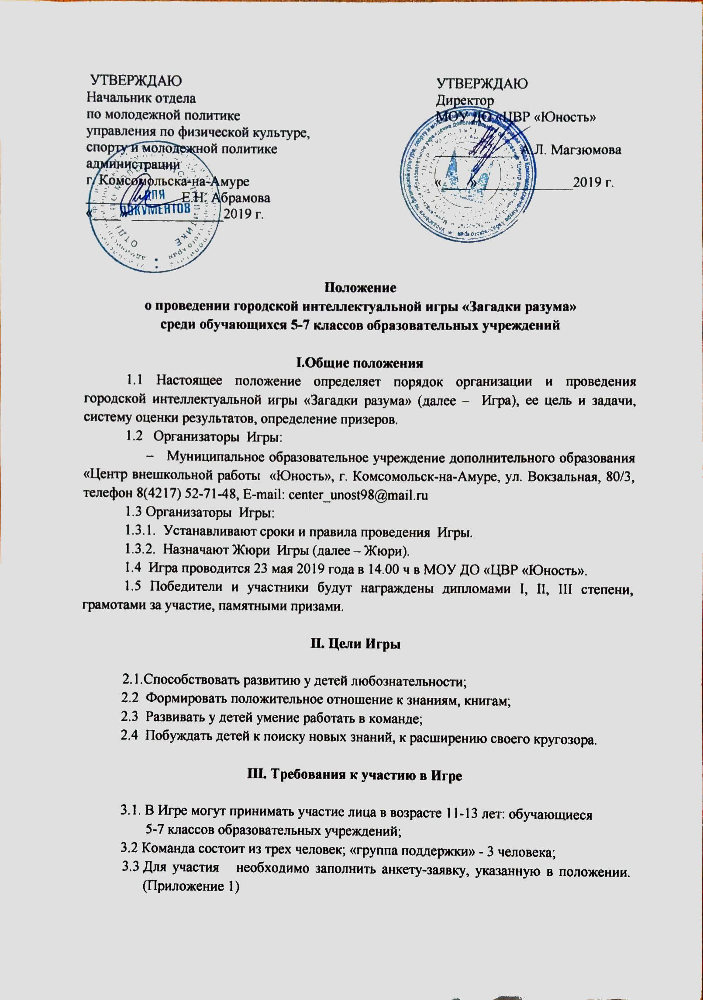 УТВЕРЖДАЮ
Начальник отдела
по молодежной политике
управления по физической культуре,
спорту и молодежной политике
администрации
г. Комсомольска-на-Амуре
Е.Н. Абрамова
«____» ____________2019 г.
ДЛЯ
ДОКУМЕНТОВ
УТВЕРЖДАЮ
Директор
МОУ ДО «ЦВР «Юность»
Л. Магзюмова
«____» ____________2019 г.
Положение
о проведении городской интеллектуальной игры «Загадки разума»
среди обучающихся 5-7 классов образовательных учреждений
I.Общие положения
1.1 Настоящее положение определяет порядок организации и проведения
городской интеллектуальной игры «Загадки разума» (далее – Игра), ее цель и задачи,
систему оценки результатов, определение призеров.
1.2 Организаторы Игры:
– Муниципальное образовательное учреждение дополнительного образования
«Центр внешкольной работы «Юность», г. Комсомольск-на-Амуре, ул. Вокзальная, 80/3,
телефон 8(4217) 52-71-48, E-mail: center_unost98@mail.ru
1.3 Организаторы Игры:
1.3.1. Устанавливают сроки и правила проведения Игры.
1.3.2. Назначают Жюри Игры (далее – Жюри).
1.4 Игра проводится 23 мая 2019 года в 14.00 ч в МОУ ДО «ЦВР «Юность».
1.5 Победители и участники будут награждены дипломами I, II, III степени,
грамотами за участие, памятными призами.
II. Цели Игры
2.1.Способствовать развитию у детей любознательности;
2.2 Формировать положительное отношение к знаниям, книгам;
2.3 Развивать у детей умение работать в команде;
2.4 Побуждать детей к поиску новых знаний, к расширению своего кругозора.
III. Требования к участию в Игре
3.1. В Игре могут принимать участие лица в возрасте 11-13 лет: обучающиеся
5-7 классов образовательных учреждений;
3.2 Команда состоит из трех человек; «группа поддержки» - 3 человека;
3.3 Для участия необходимо заполнить анкету-заявку, указанную в положении.
(Приложение 1)